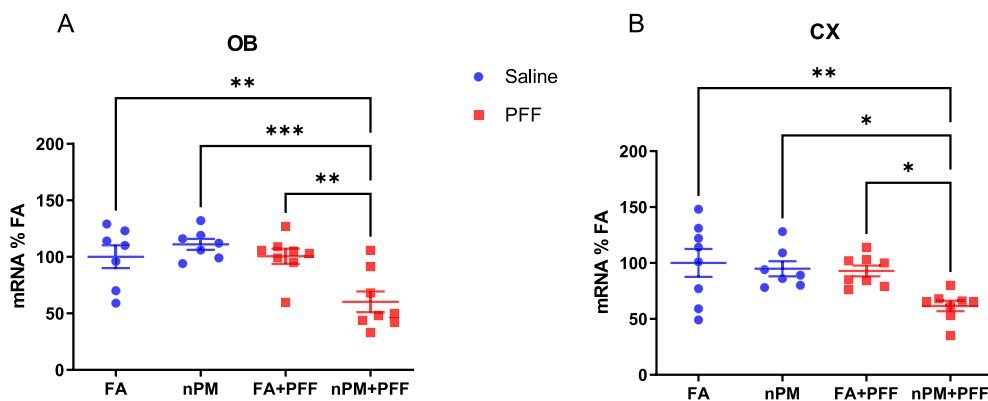 A
OB
**
***
**
mRNA % FA
200
150
100
50
0
FA nPM FA+PFF nPM+PFF
Saline
PFF
B
CX
**
*
*
mRNA % FA
200
150
100
50
0
FA nPM FA+PFF nPM+PFF